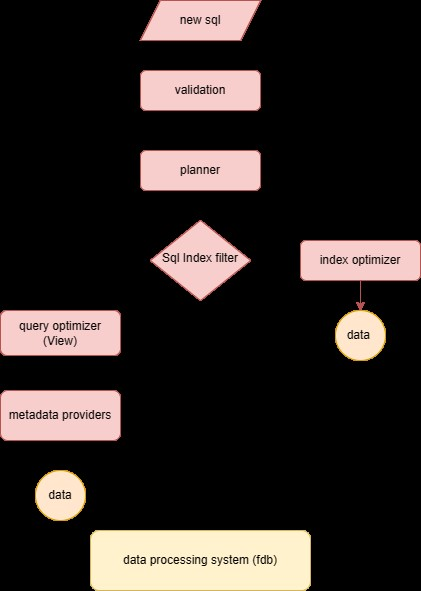 new sql
validation
planner
Sql Index filter
index optimizer
query optimizer
(View)
data
metadata providers
data
data processing system (fdb)